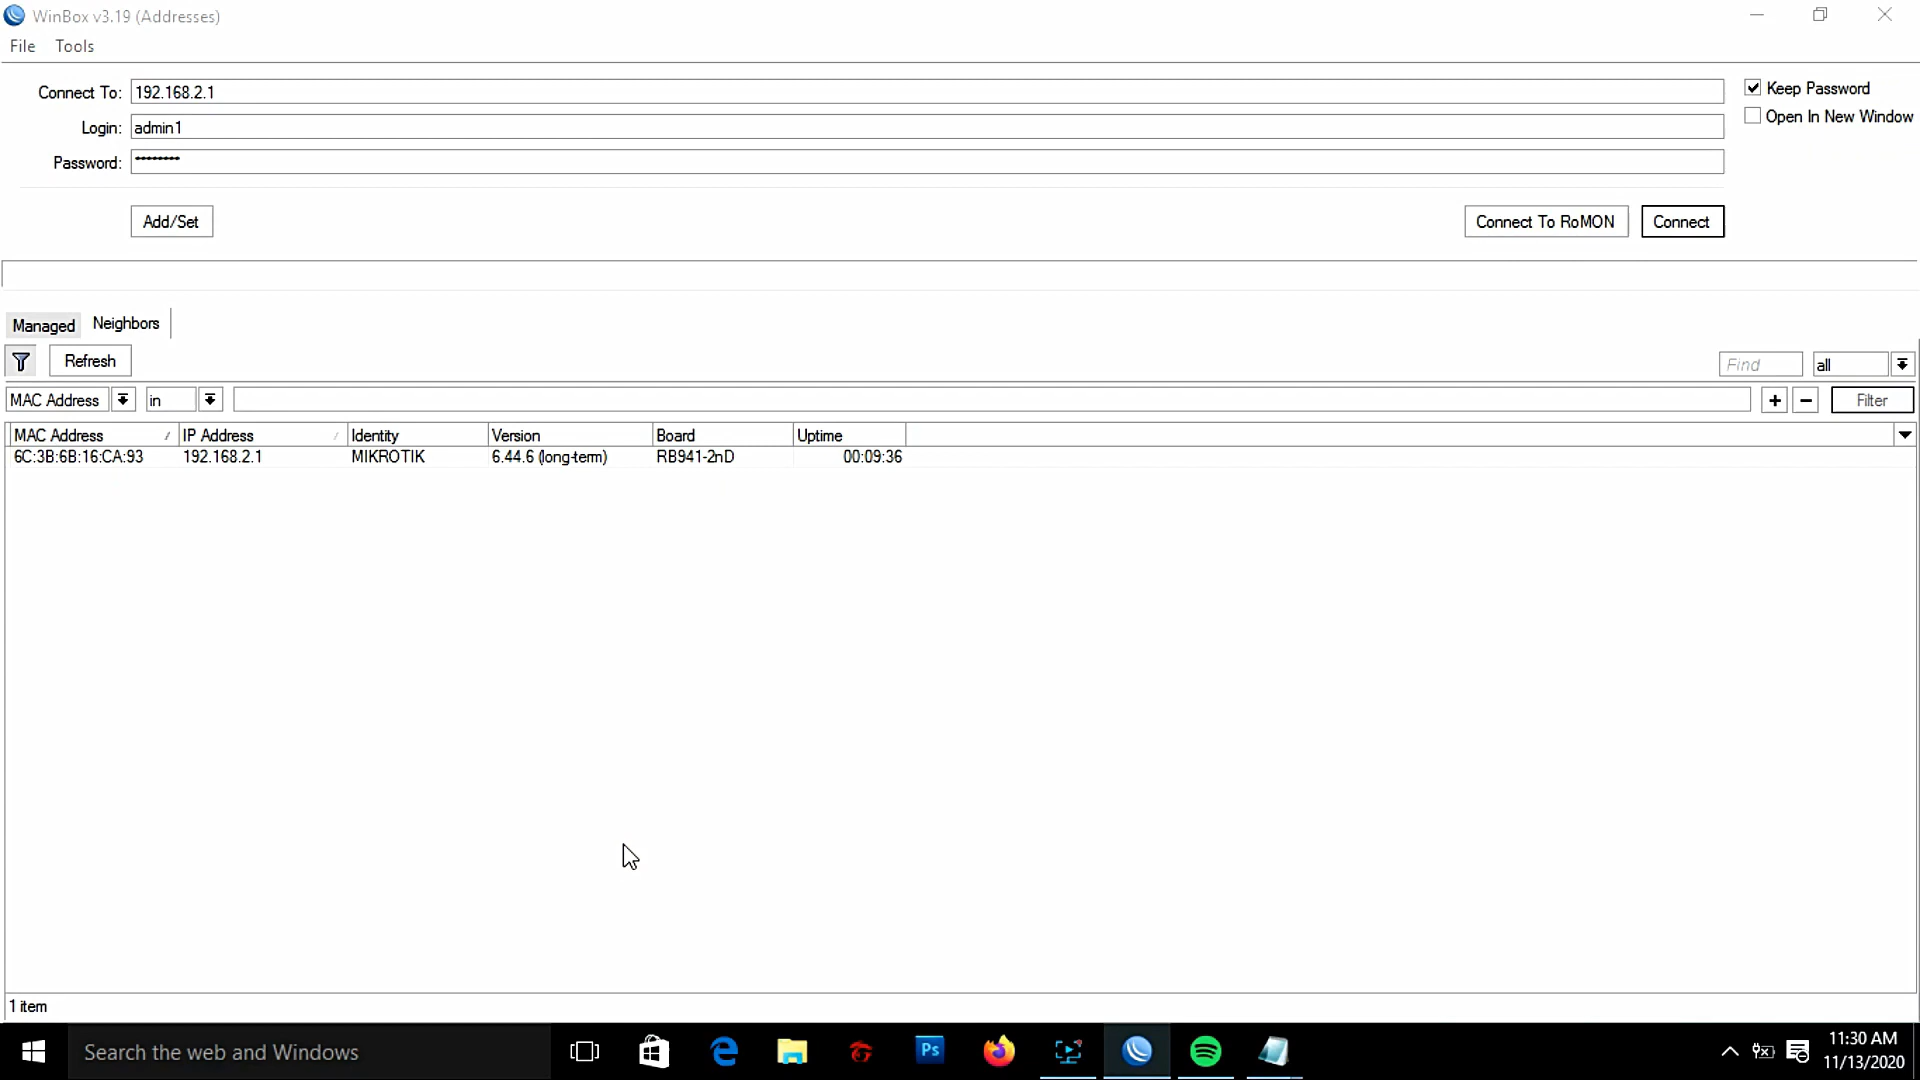 WinBox v3.19 (Addresses)
File Tools
Connect To: 192.168.2.1
Keep Password
Open In New Window
Login: admin1
Password: ********
Add/Set
Connect To RoMON
Connect
Managed Neighbors
Refresh
Find
all
MAC Address in
Filter
MAC Address IP Address Identity Version Board Uptime
6C:3B:6B:16:CA:93 192.168.2.1 MIKROTIK 6.44.6 (long-term) RB941-2nD 00:09:36
1 item
Search the web and Windows
Ps
11:30 AM
11/13/2020